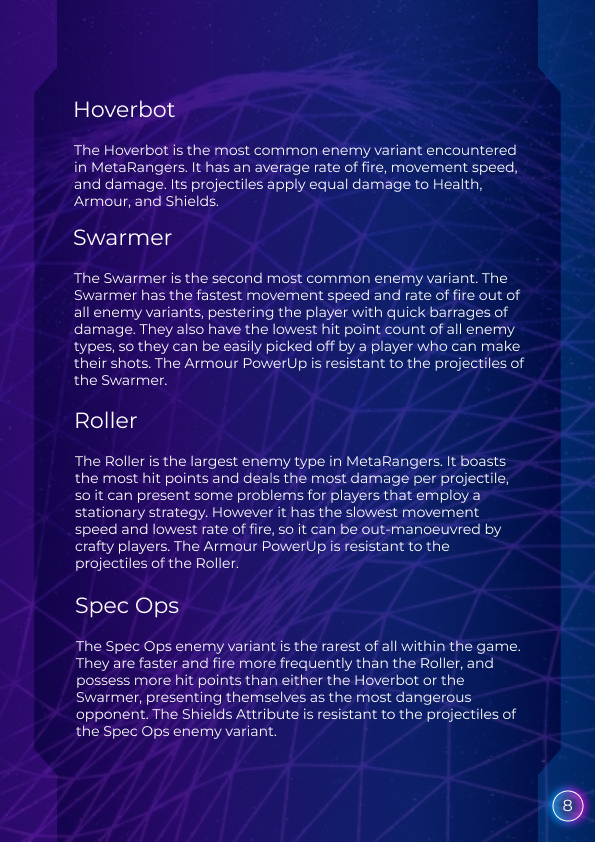 Hoverbot
The Hoverbot is the most common enemy variant encountered
in MetaRangers. It has an average rate of fire, movement speed,
and damage. Its projectiles apply equal damage to Health,
Armour, and Shields.
Swarmer
The Swarmer is the second most common enemy variant. The
Swarmer has the fastest movement speed and rate of fire out of
all enemy variants, pestering the player with quick barrages of
damage. They also have the lowest hit point count of all enemy
types, so they can be easily picked off by a player who can make
their shots. The Armour PowerUp is resistant to the projectiles of
the Swarmer.
Roller
The Roller is the largest enemy type in MetaRangers. It boasts
the most hit points and deals the most damage per projectile,
so it can present some problems for players that employ a
stationary strategy. However it has the slowest movement
speed and lowest rate of fire, so it can be out-manoeuvred by
crafty players. The Armour PowerUp is resistant to the
projectiles of the Roller.
Spec Ops
The Spec Ops enemy variant is the rarest of all within the game.
They are faster and fire more frequently than the Roller, and
possess more hit points than either the Hoverbot or the
Swarmer, presenting themselves as the most dangerous
opponent. The Shields Attribute is resistant to the projectiles of
the Spec Ops enemy variant.
8